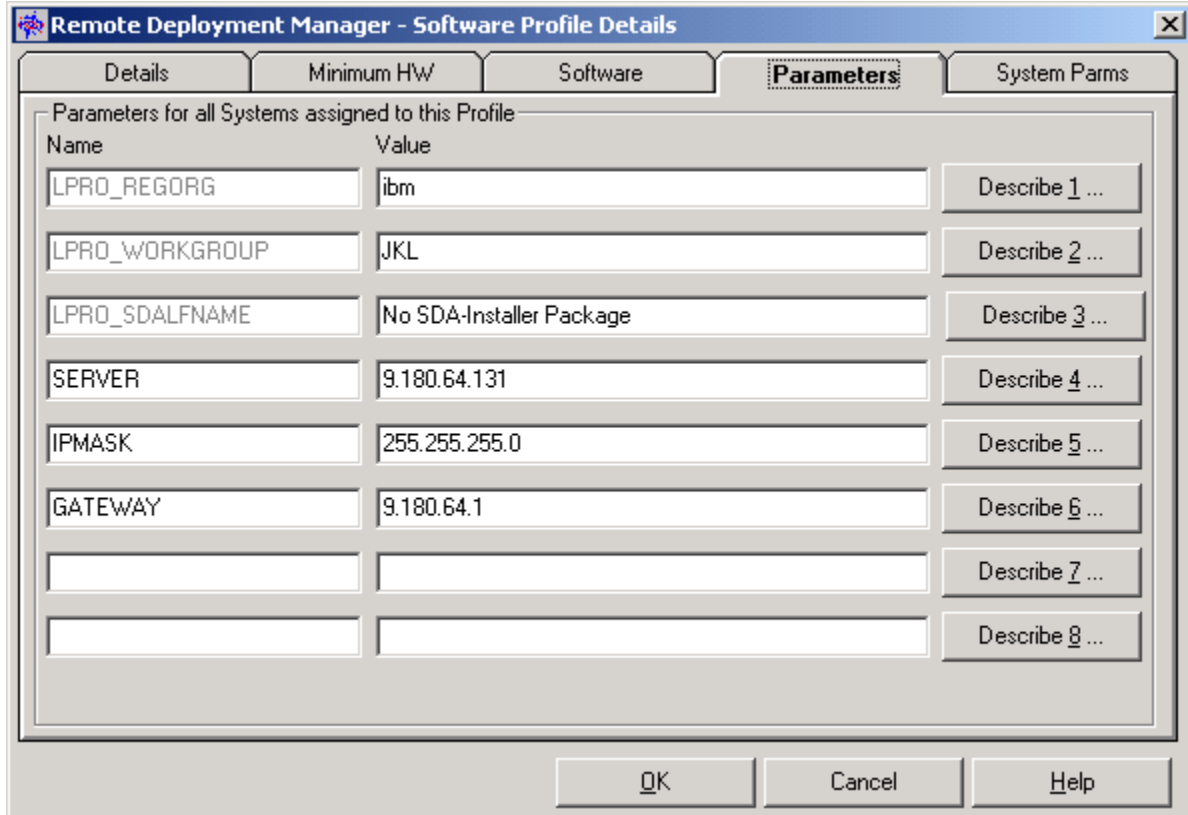 Remote Deployment Manager - Software Profile Details
Details Minimum HW Software Parameters System Parms
Parameters for all Systems assigned to this Profile
Name Value
LPRO_REGORG ibm Describe 1 ...
LPRO_WORKGROUP JKL Describe 2 ...
LPRO_SDALFNAME No SDA-Installer Package Describe 3 ...
SERVER 9.180.64.131 Describe 4 ...
IPMASK 255.255.255.0 Describe 5 ...
GATEWAY 9.180.64.1 Describe 6 ...
Describe 7 ...
Describe 8 ...
OK Cancel Help